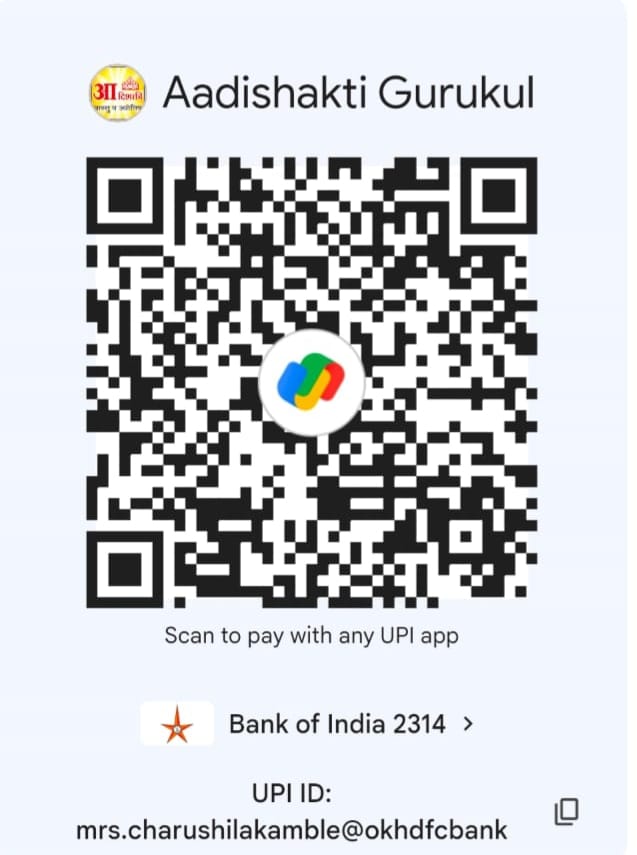 आ
Aadishakti Gurukul
Scan to pay with any UPI app
Bank of India 2314
UPI ID:
mrs.charushilakamble@okhdfcbank